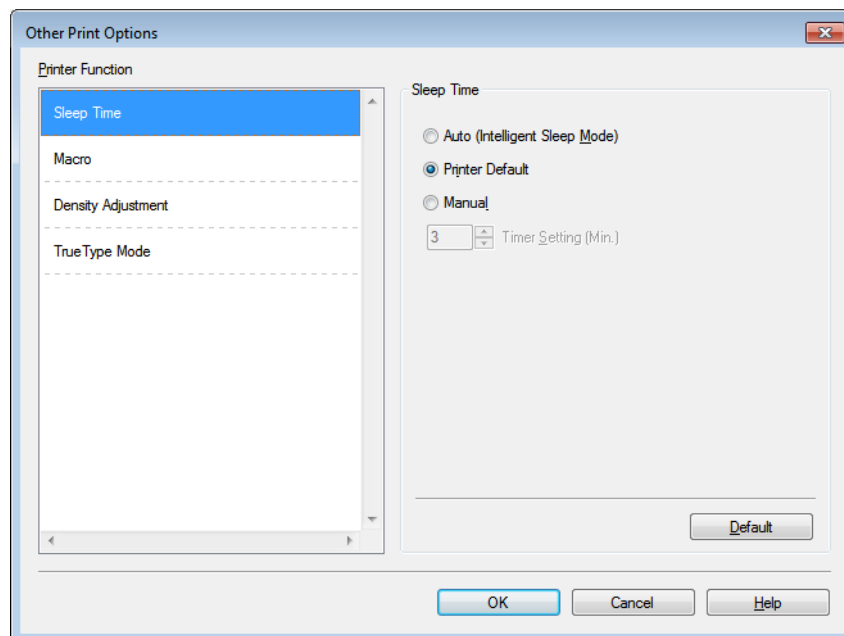 Other Print Options
Printer Function
Sleep Time
Macro
Density Adjustment
TrueType Mode
Sleep Time
Auto (Intelligent Sleep Mode)
Printer Default
Manual
3 Timer Setting (Min.)
Default
OK Cancel Help